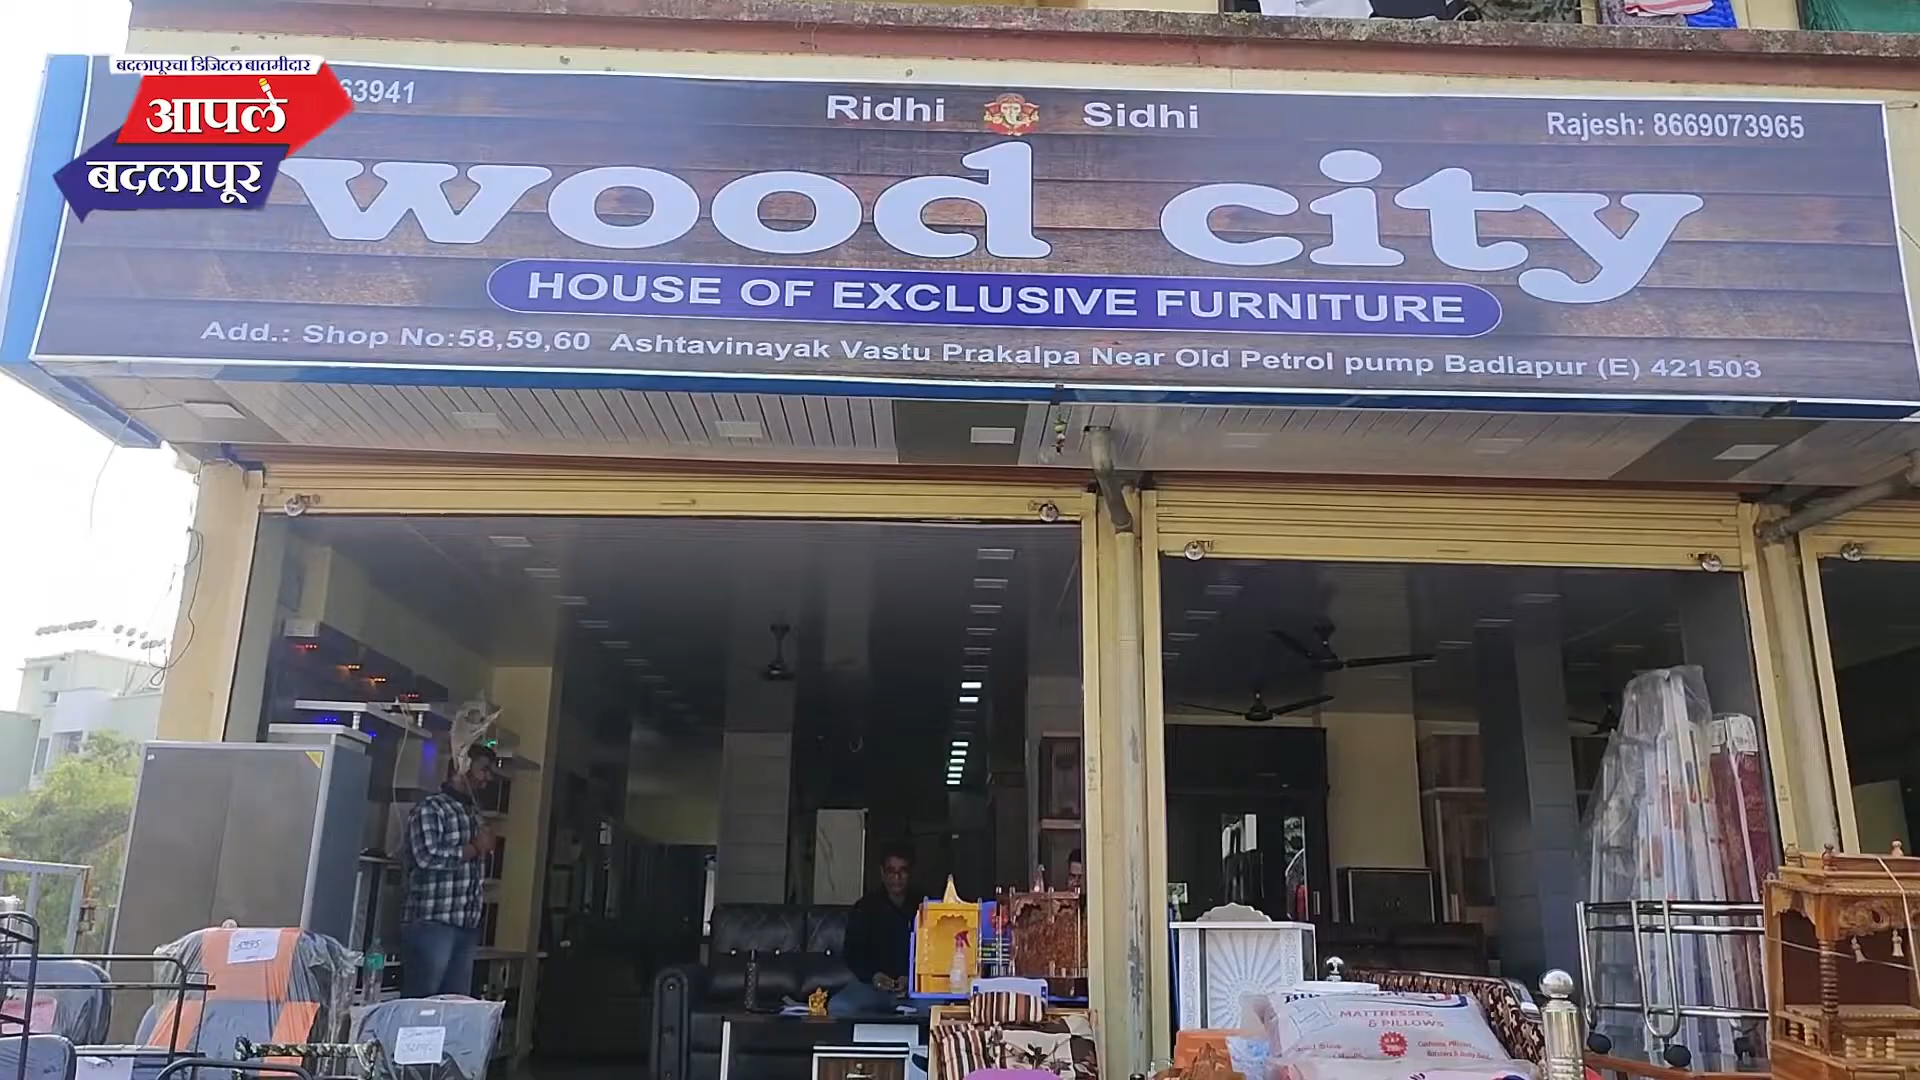 बदलापूरचा डिजिटल बातमीदार
आपले
बदलापूर
63941
Ridhi Sidhi
Rajesh: 8669073965
wood city
HOUSE OF EXCLUSIVE FURNITURE
Add.: Shop No:58,59,60 Ashtavinayak Vastu Prakalpa Near Old Petrol pump Badlapur (E) 421503
MATTRESSES
& PILLOWS